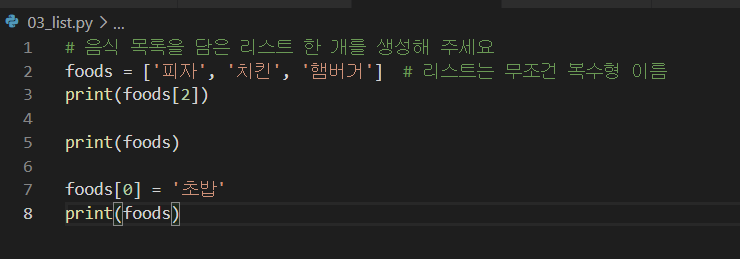 03_list.py > ...
1 # 음식 목록을 담은 리스트 한 개를 생성해 주세요
2 foods = ['피자', '치킨', '햄버거']  # 리스트는 무조건 복수형 이름
3 print(foods[2])
4
5 print(foods)
6
7 foods[0] = '초밥'
8 print(foods)